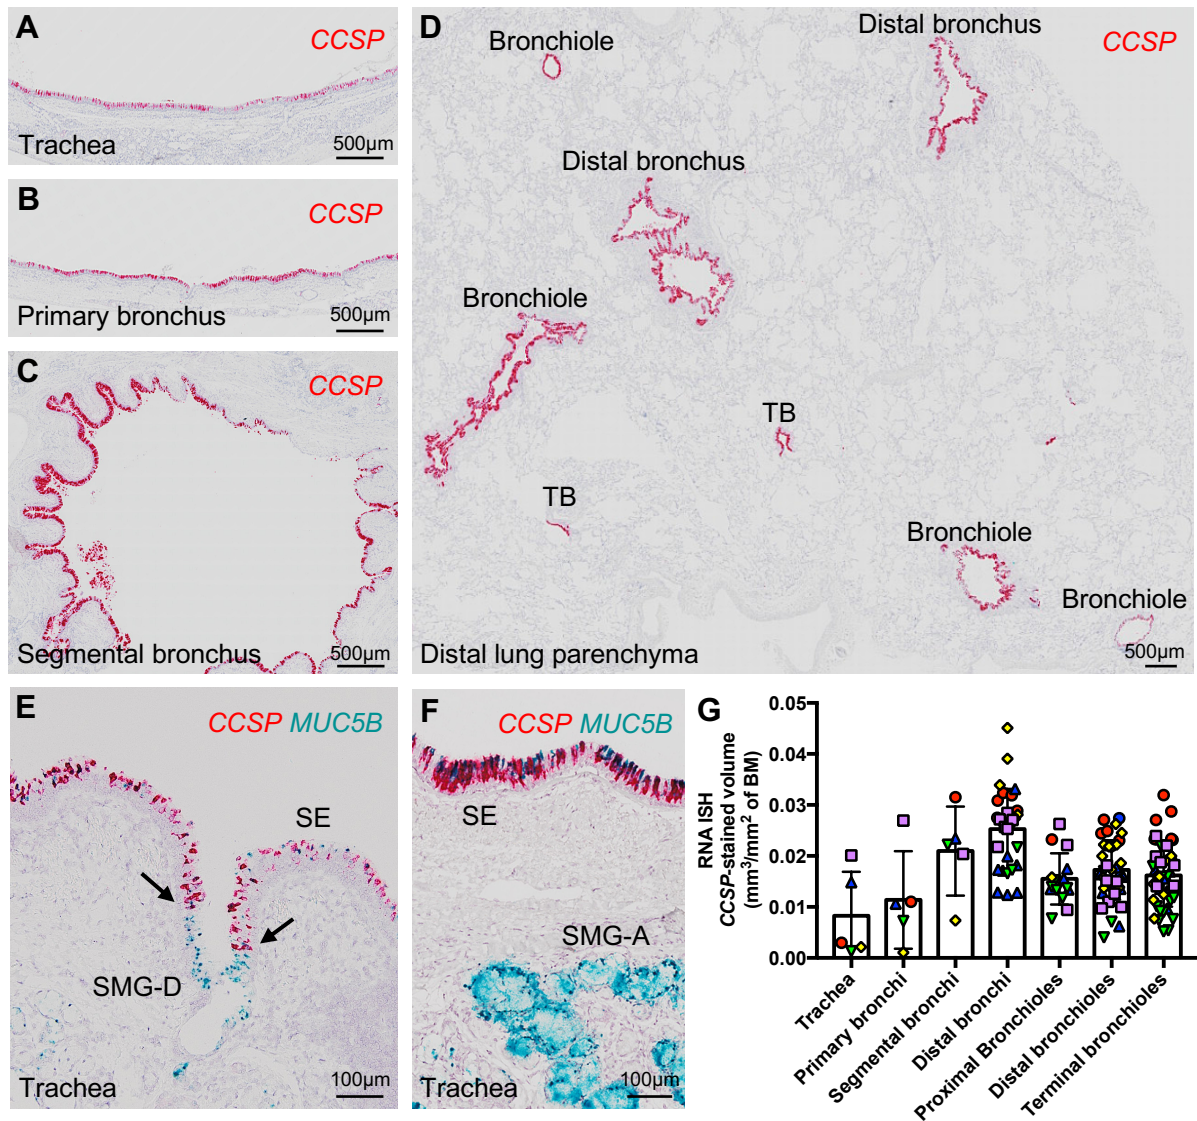 A
CCSP
Trachea
500µm
B
CCSP
Primary bronchus
500µm
C
CCSP
Segmental bronchus
500µm
D
Distal bronchus
CCSP
Bronchiole
Distal bronchus
Bronchiole
TB
TB
Bronchiole
Bronchiole
Distal lung parenchyma
500µm
E
CCSP MUC5B
SE
SMG-D
Trachea
100µm
F
CCSP MUC5B
SE
SMG-A
Trachea
100µm
G
RNA ISH
CCSP-stained volume
(mm³/mm² of BM)
0.05
0.04
0.03
0.02
0.01
0.00
Trachea
Primary bronchi
Segmental bronchi
Distal bronchi
Proximal Bronchioles
Distal bronchioles
Terminal bronchioles